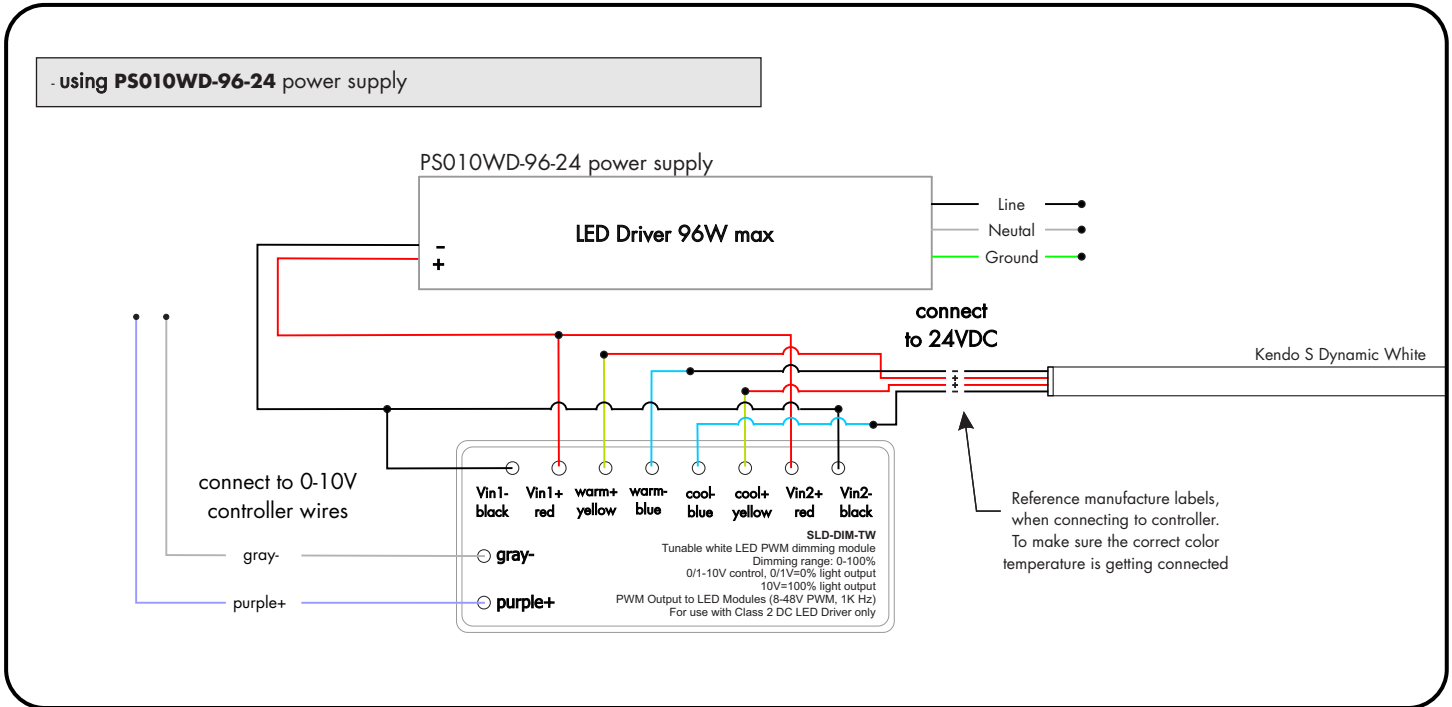 - using PS010WD-96-24 power supply
PS010WD-96-24 power supply
LED Driver 96W max
-
+
Line
Neutal
Ground
connect
to 24VDC
Kendo S Dynamic White
-
+
+
-
Vin1-
black
Vin1+
red
warm+
yellow
warm-
blue
cool-
blue
cool+
yellow
Vin2+
red
Vin2-
black
connect to 0-10V
controller wires
gray-
purple+
gray-
purple+
SLD-DIM-TW
Tunable white LED PWM dimming module
Dimming range: 0-100%
0/1-10V control, 0/1V=0% light output
10V=100% light output
PWM Output to LED Modules (8-48V PWM, 1K Hz)
For use with Class 2 DC LED Driver only
Reference manufacture labels,
when connecting to controller.
To make sure the correct color
temperature is getting connected